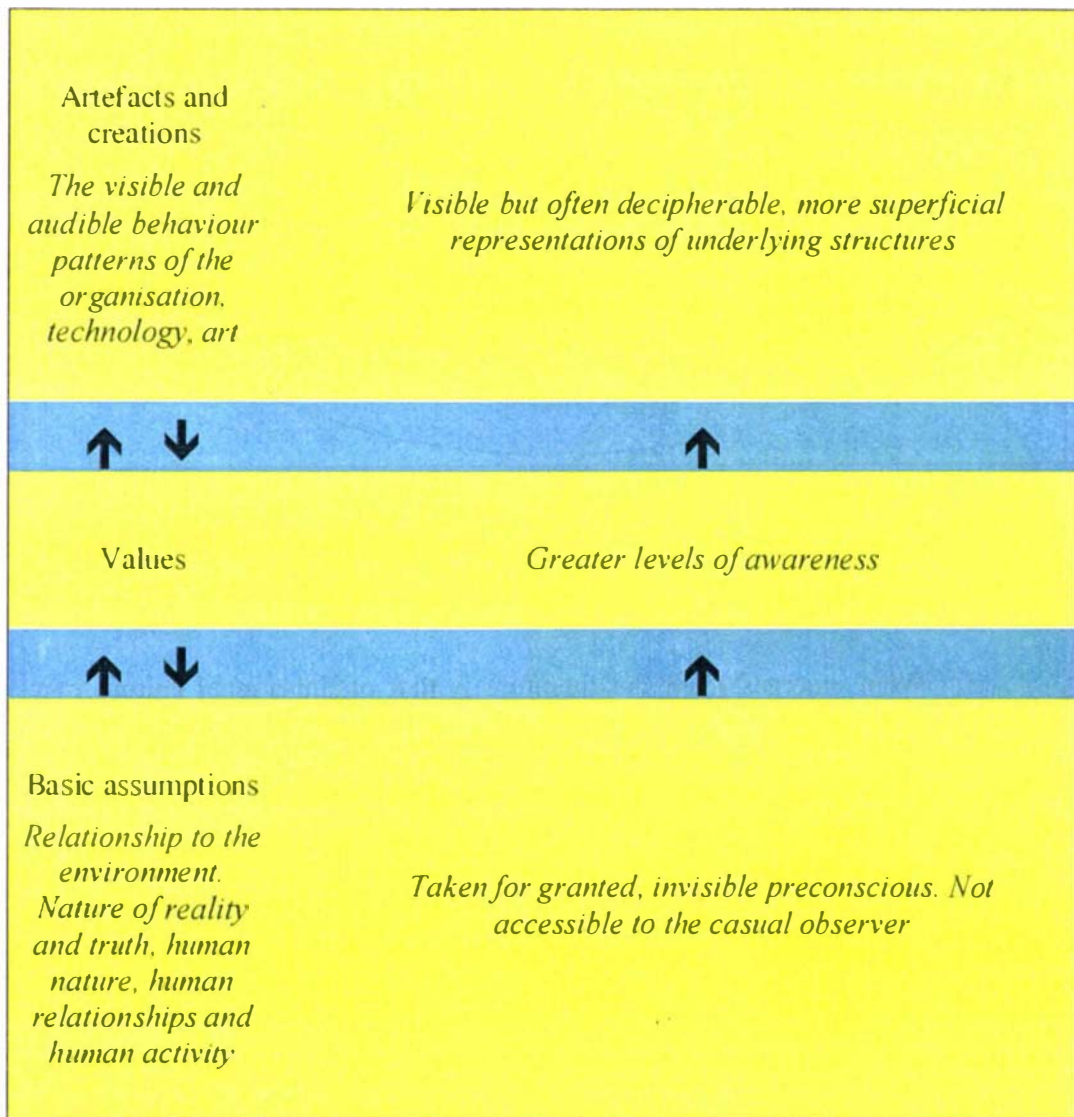 Artefacts and
creations
The visible and
audible behaviour
patterns of the
organisation,
technology, art
Visible but often decipherable, more superficial
representations of underlying structures
Values
Greater levels of awareness
Basic assumptions
Relationship to the
environment.
Nature of reality
and truth, human
nature, human
relationships and
human activity
Taken for granted, invisible preconscious. Not
accessible to the casual observer